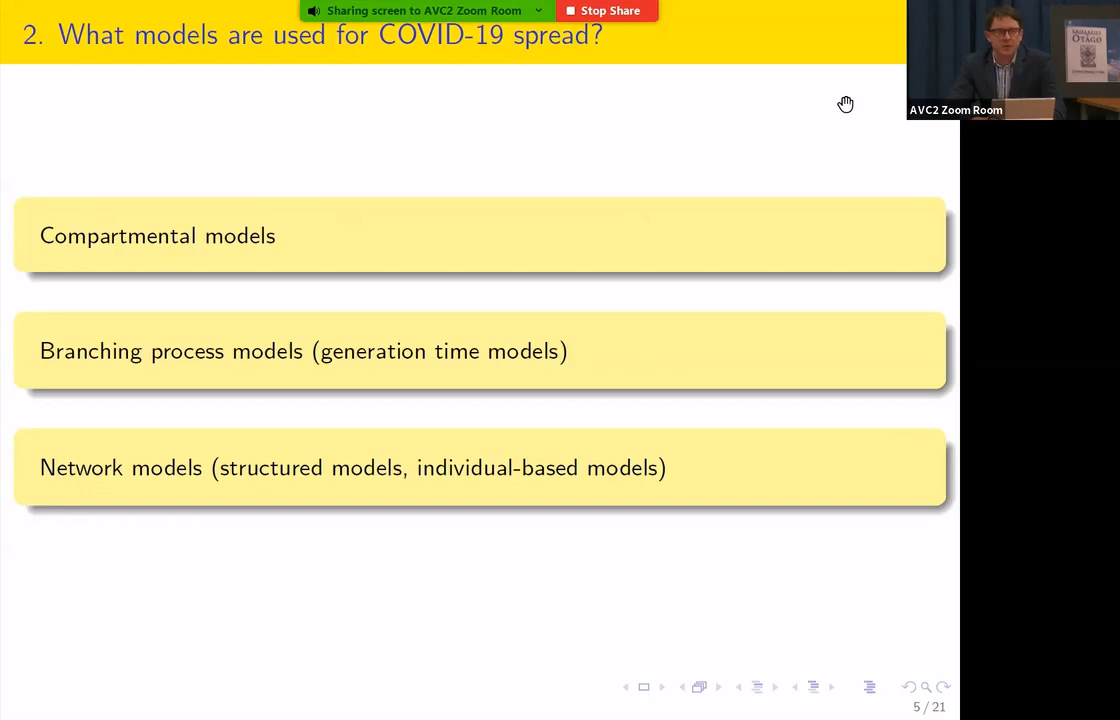 Sharing screen to AVC2 Zoom Room
Stop Share
2. What models are used for COVID-19 spread?
OTAGO
AVC2 Zoom Room
Compartmental models
Branching process models (generation time models)
Network models (structured models, individual-based models)
5 / 21